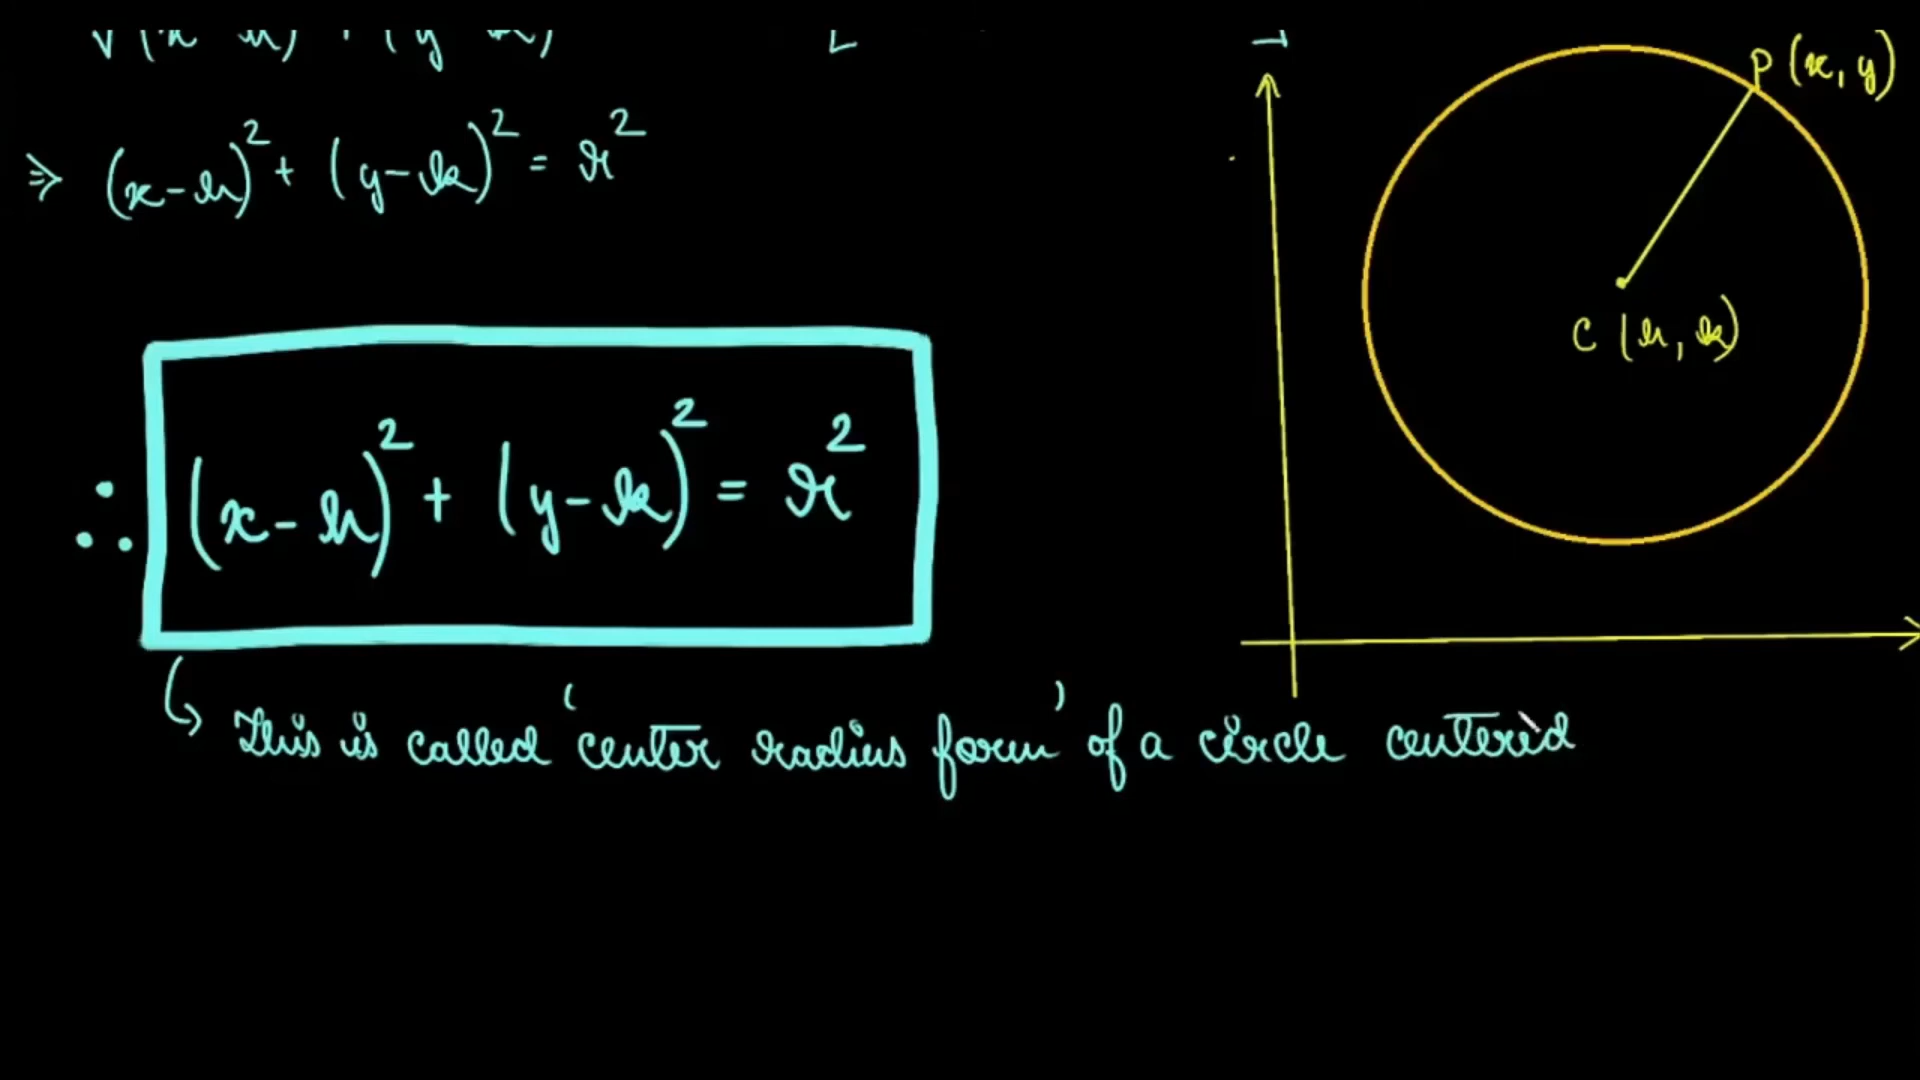 ⇒ (x-h)² + (y-k)² = r²
P (x, y)
C (h, k)
∴ (x-h)² + (y-k)² = r²
↳ This is called 'center radius form' of a circle centered